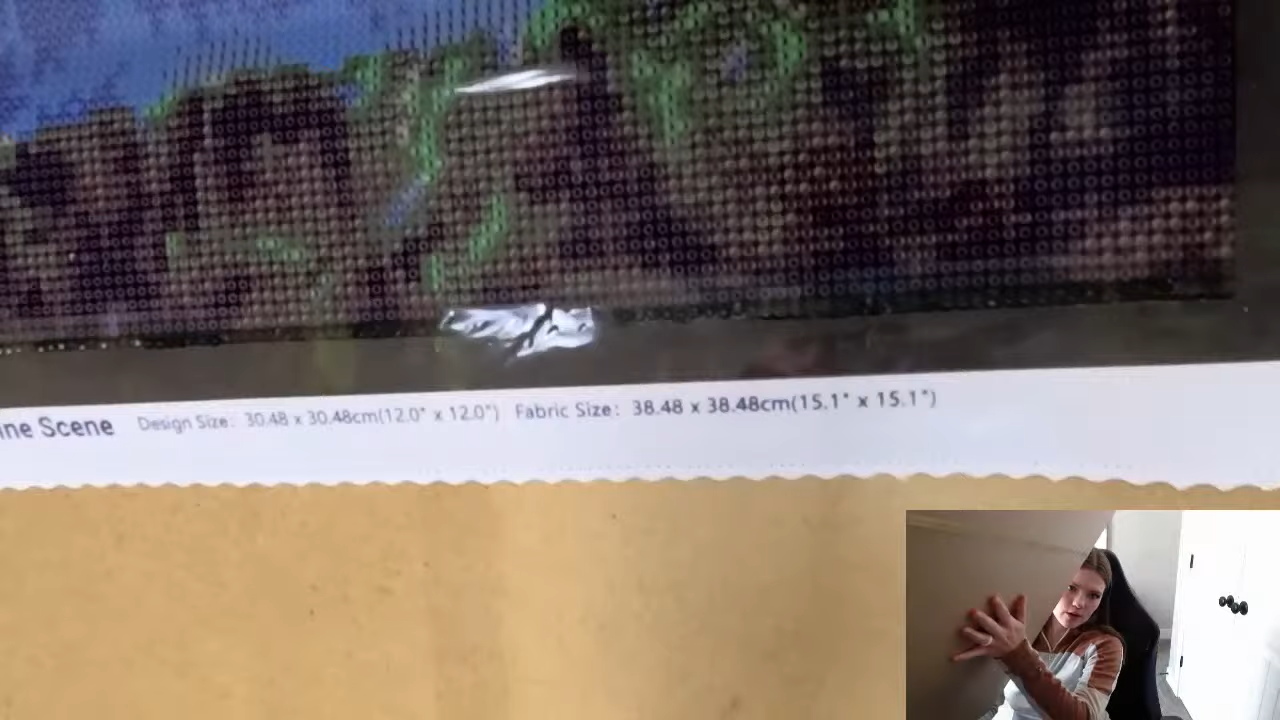 ine Scene Design Size: 30.48 x 30.48cm(12.0" x 12.0") Fabric Size: 38.48 x 38.48cm(15.1" x 15.1")